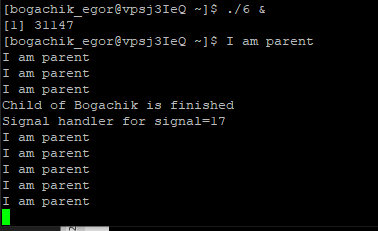 [bogachik_egor@vpsj3IeQ ~]$ ./6 &
[1] 31147
[bogachik_egor@vpsj3IeQ ~]$ I am parent
I am parent
I am parent
I am parent
Child of Bogachik is finished
Signal handler for signal=17
I am parent
I am parent
I am parent
I am parent
I am parent